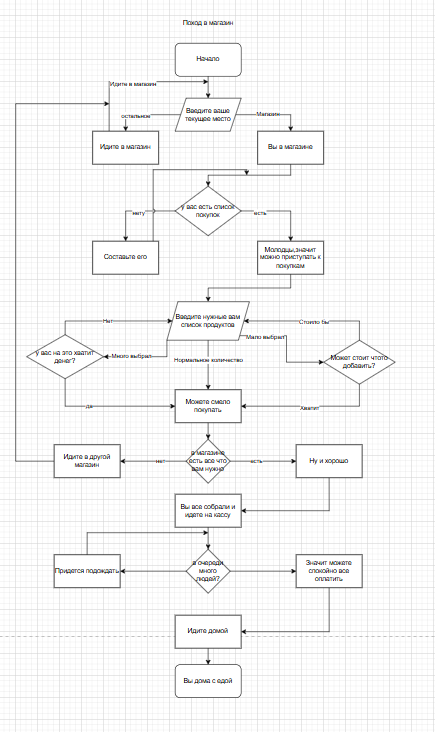 Поход в магазин
Начало
Идите в магазин
Введите ваше
текущее место
остальное
Магазин
Идите в магазин
Вы в магазине
у вас есть список
покупок
нету
есть
Составьте его
Молодцы,значит
можно приступать к
покупкам
Введите нужные вам
список продуктов
Нет
Стоило бы
Мало выбрал
у вас на это хватит
денег?
Много выбрал
Нормальное количество
Может стоит чтото
добавить?
да
Можете смело
покупать
Хватит
Идите в другой
магазин
нет
в магазине
есть все что
вам нужно
есть
Ну и хорошо
Вы все собрали и
идете на кассу
Придется подождать
в очереди
много
людей?
Значит можете
спокойно все
оплатить
Идите домой
Вы дома с едой